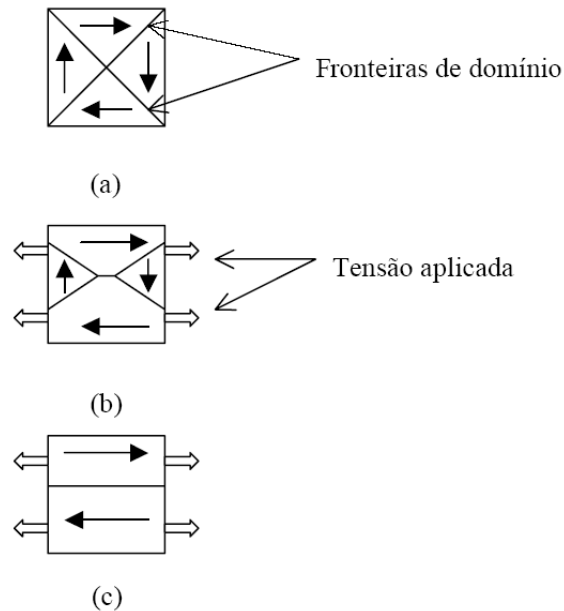 Fronteiras de domínio
(a)
Tensão aplicada
(b)
(c)